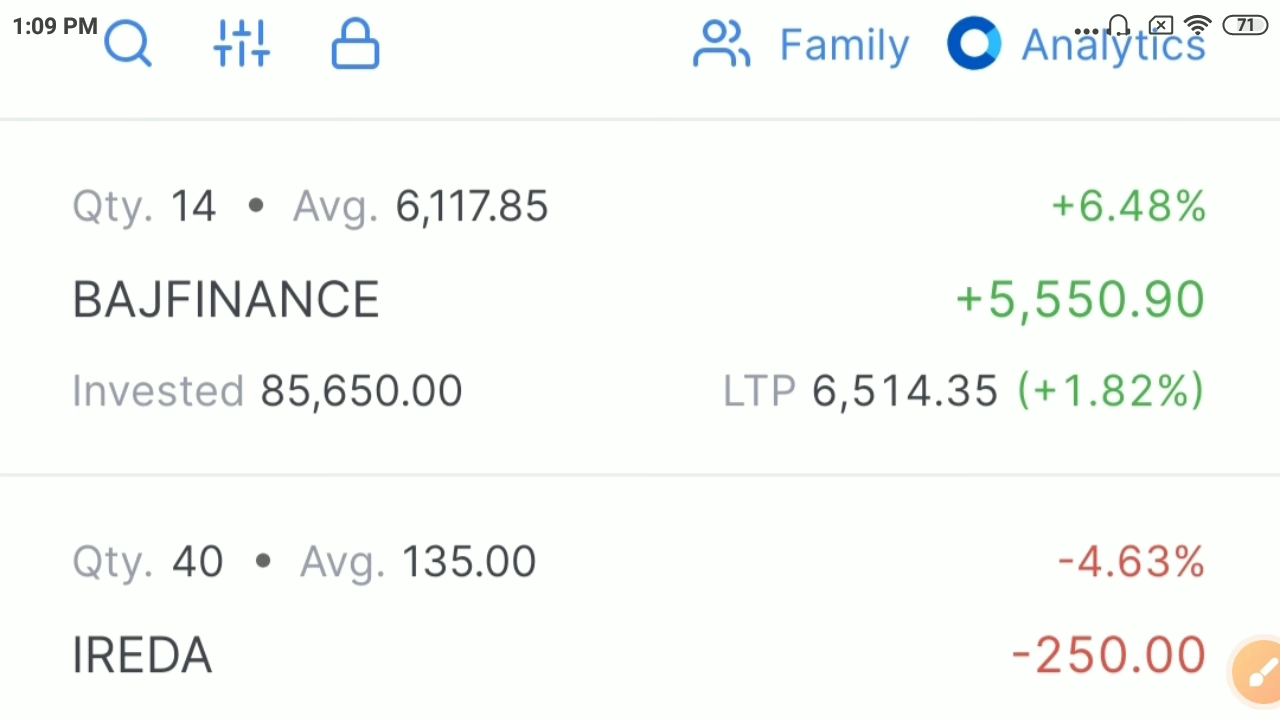 1:09 PM 71
Family Analytics
Qty. 14 • Avg. 6,117.85 +6.48%
BAJFINANCE +5,550.90
Invested 85,650.00 LTP 6,514.35 (+1.82%)
Qty. 40 • Avg. 135.00 -4.63%
IREDA -250.00